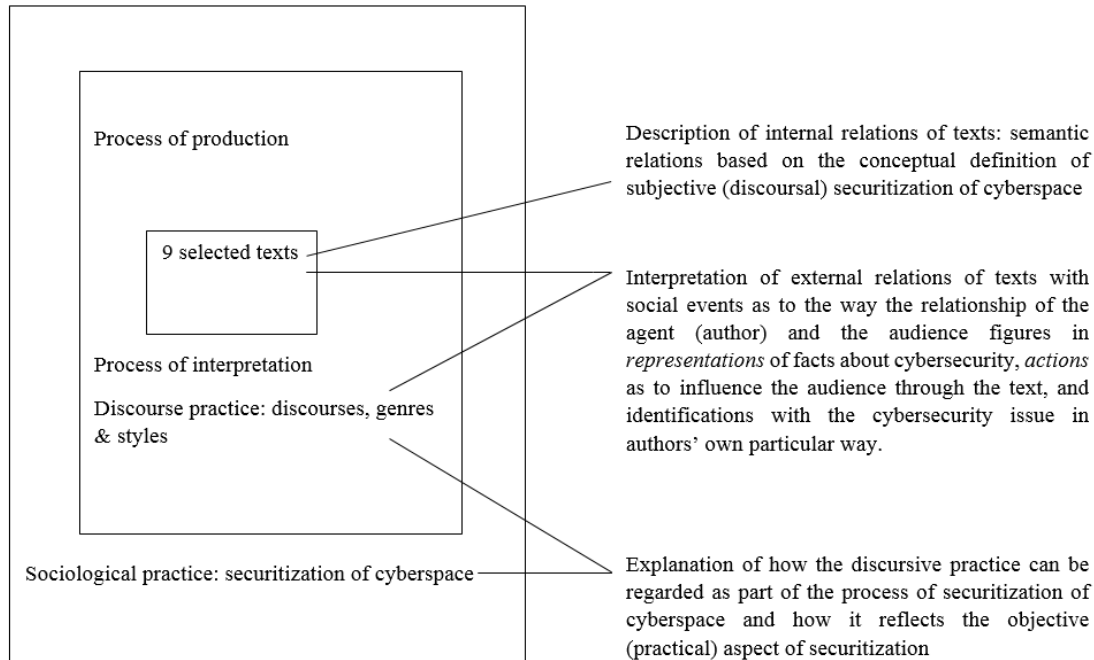 Process of production
9 selected texts
Process of interpretation
Discourse practice: discourses, genres
& styles
Sociological practice: securitization of cyberspace
Description of internal relations of texts: semantic
relations based on the conceptual definition of
subjective (discoursal) securitization of cyberspace
Interpretation of external relations of texts with
social events as to the way the relationship of the
agent (author) and the audience figures in
representations of facts about cybersecurity, actions
as to influence the audience through the text, and
identifications with the cybersecurity issue in
authors’ own particular way.
Explanation of how the discursive practice can be
regarded as part of the process of securitization of
cyberspace and how it reflects the objective
(practical) aspect of securitization